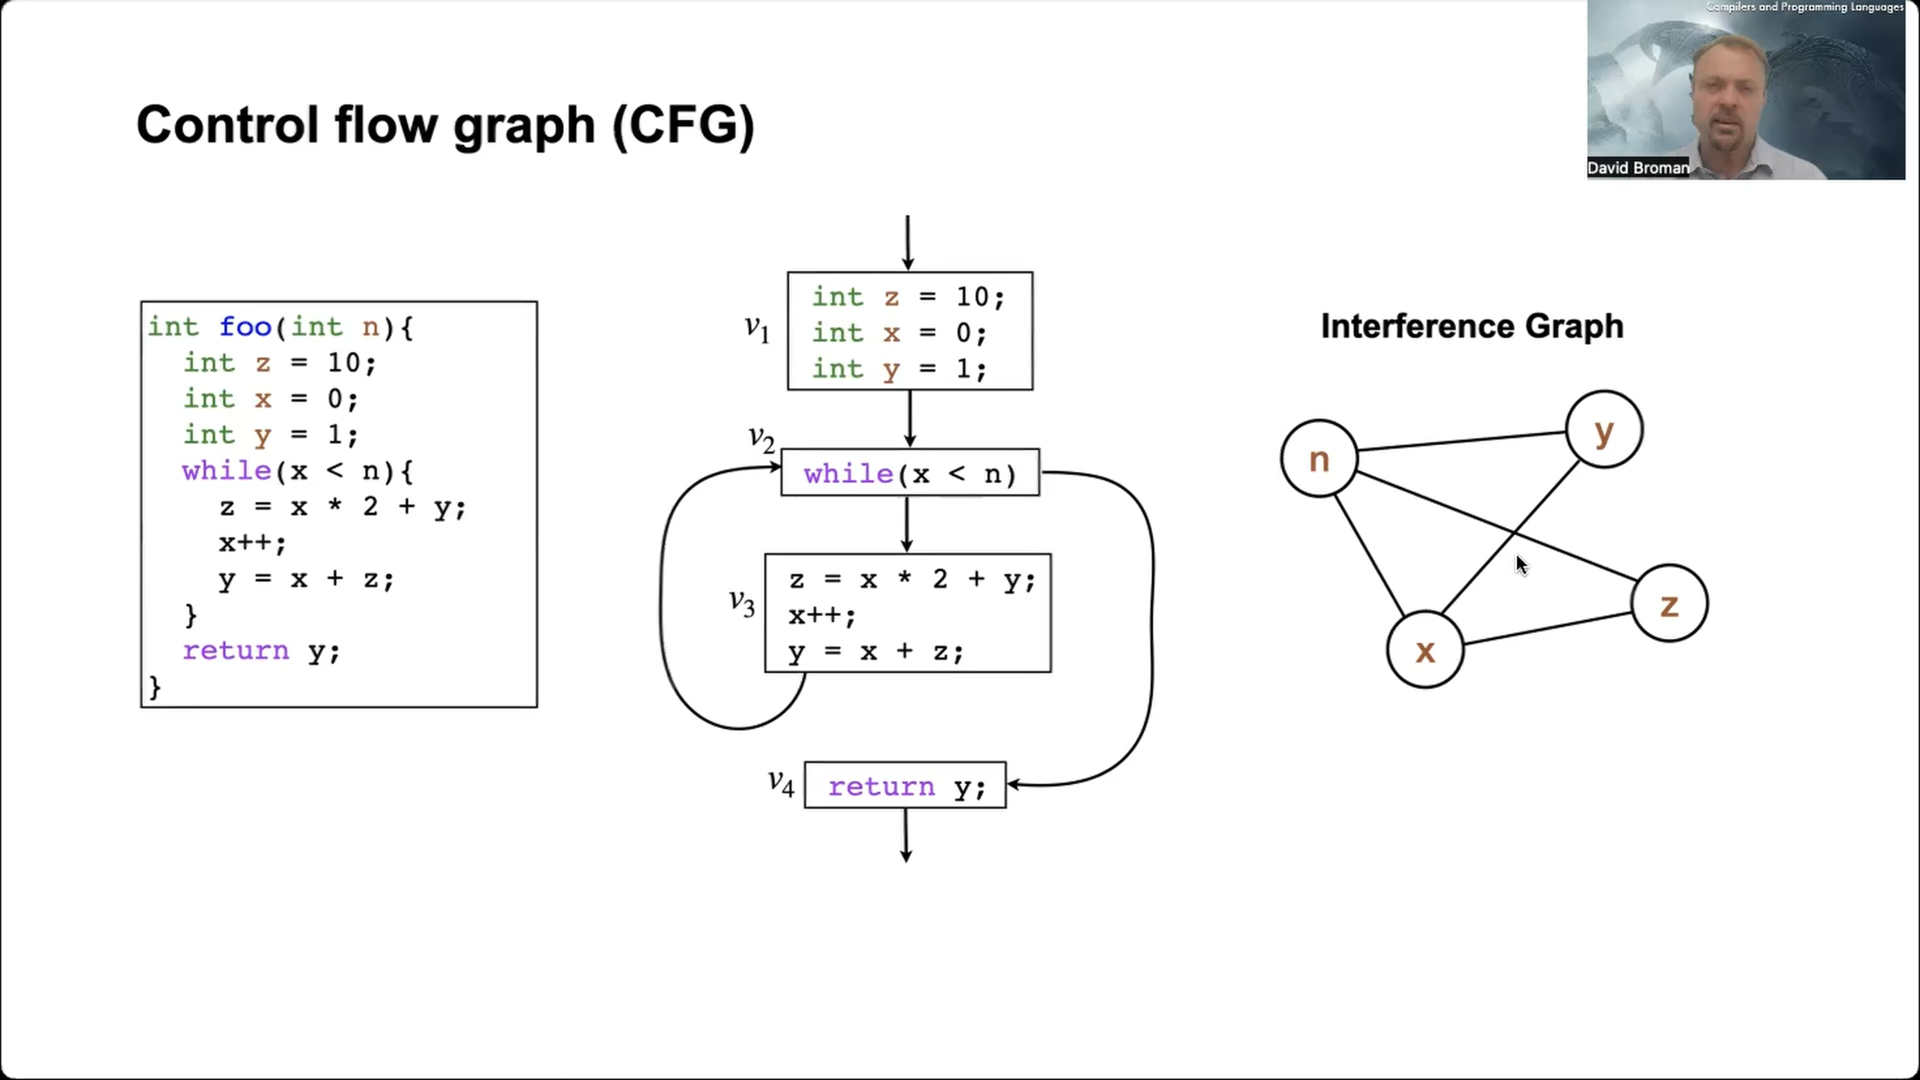 Compilers and Programming Languages
David Broman
Control flow graph (CFG)
int foo(int n){
  int z = 10;
  int x = 0;
  int y = 1;
  while(x < n){
    z = x * 2 + y;
    x++;
    y = x + z;
  }
  return y;
}
v1
int z = 10;
int x = 0;
int y = 1;
v2
while(x < n)
v3
z = x * 2 + y;
x++;
y = x + z;
v4
return y;
Interference Graph
n
y
x
z